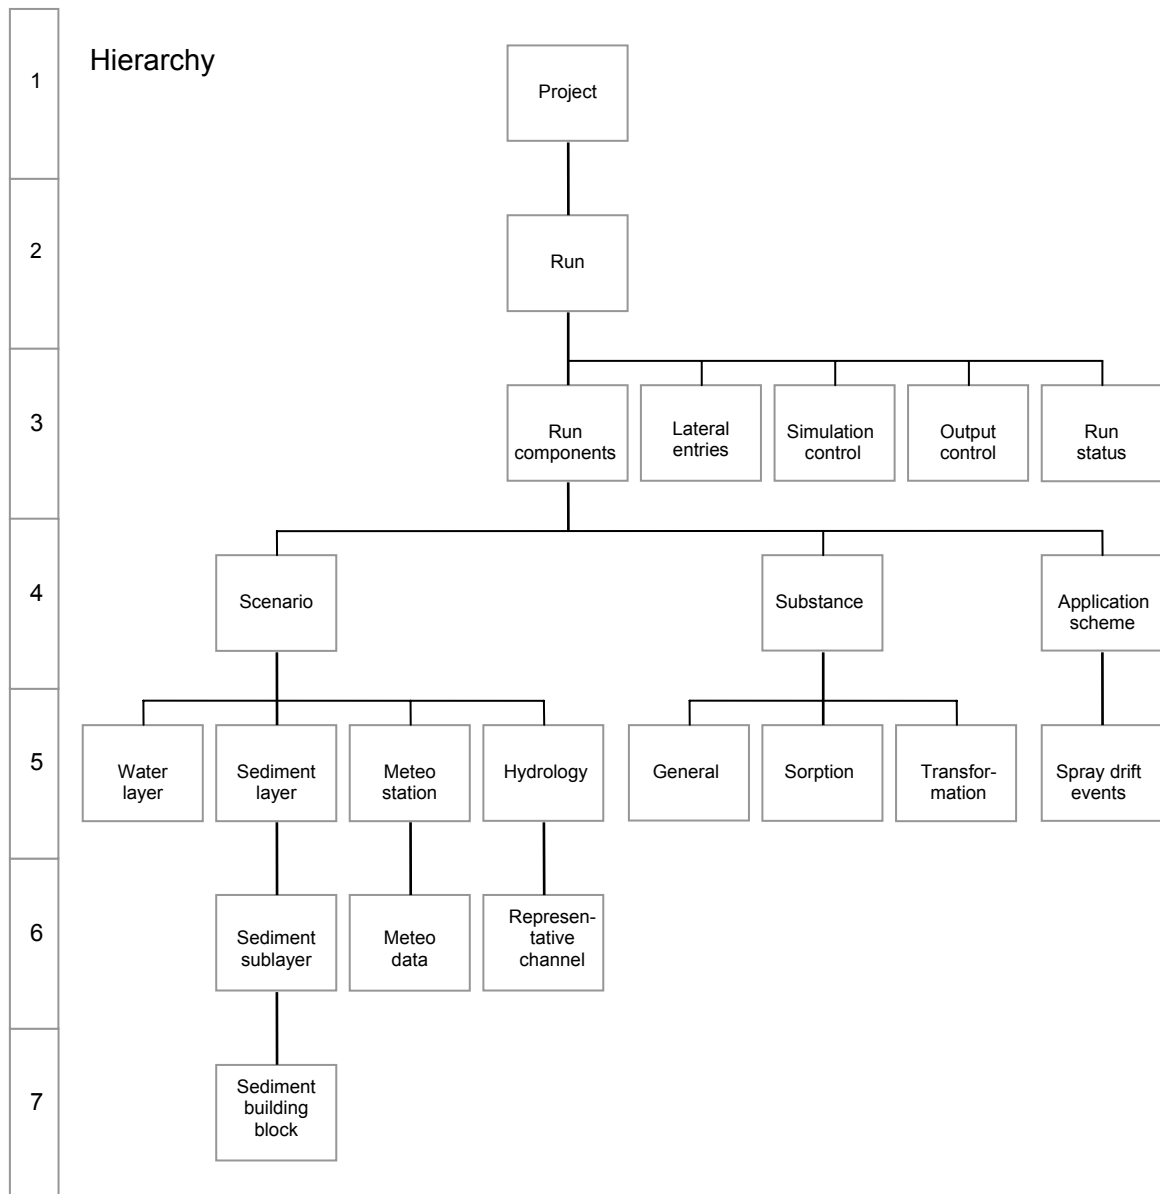 Hierarchy
1
Project
2
Run
3
Run
components
Lateral
entries
Simulation
control
Output
control
Run
status
4
Scenario
Substance
Application
scheme
5
Water
layer
Sediment
layer
Meteo
station
Hydrology
General
Sorption
Transfor-
mation
Spray drift
events
6
Sediment
sublayer
Meteo
data
Represen-
tative
channel
7
Sediment
building
block